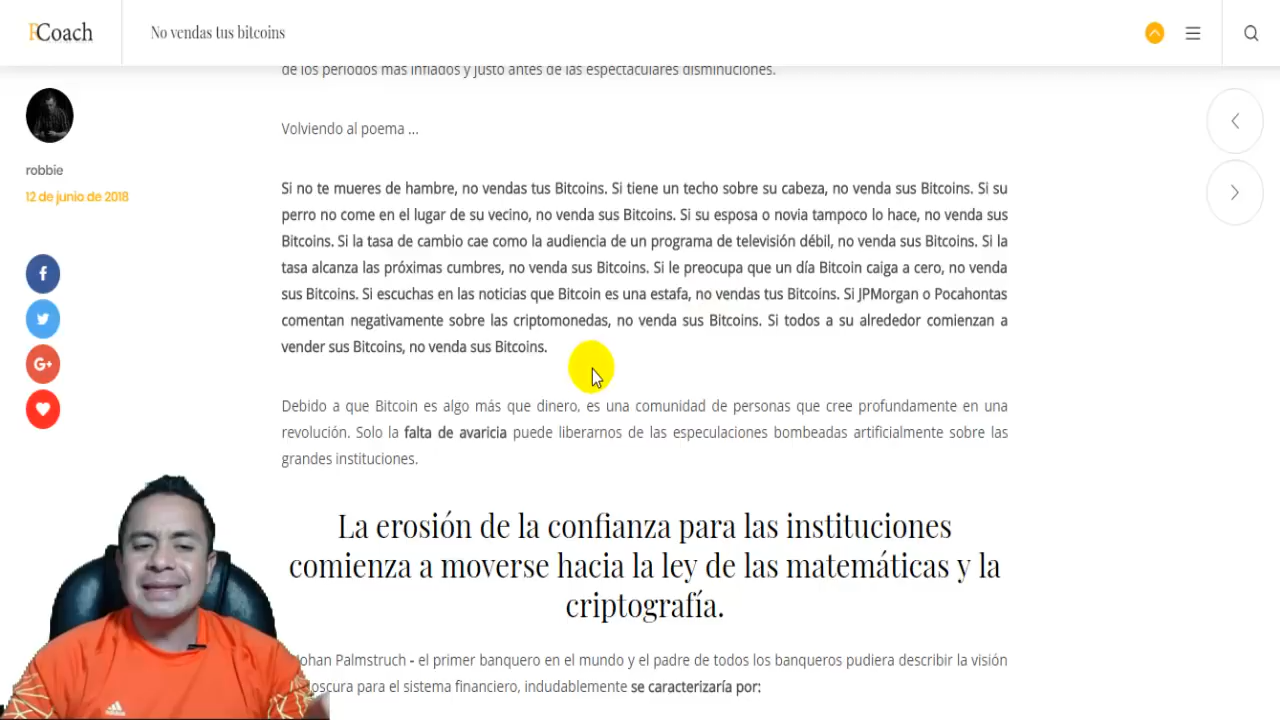 RCoach
No vendas tus bitcoins
de los períodos más inflados y justo antes de las espectaculares disminuciones.
robbie
12 de junio de 2018
Volviendo al poema ...
Si no te mueres de hambre, no vendas tus Bitcoins. Si tiene un techo sobre su cabeza, no venda sus Bitcoins. Si su
perro no come en el lugar de su vecino, no venda sus Bitcoins. Si su esposa o novia tampoco lo hace, no venda sus
Bitcoins. Si la tasa de cambio cae como la audiencia de un programa de televisión débil, no venda sus Bitcoins. Si la
tasa alcanza las próximas cumbres, no venda sus Bitcoins. Si le preocupa que un día Bitcoin caiga a cero, no venda
sus Bitcoins. Si escuchas en las noticias que Bitcoin es una estafa, no vendas tus Bitcoins. Si JPMorgan o Pocahontas
comentan negativamente sobre las criptomonedas, no venda sus Bitcoins. Si todos a su alrededor comienzan a
vender sus Bitcoins, no venda sus Bitcoins.
Debido a que Bitcoin es algo más que dinero, es una comunidad de personas que cree profundamente en una
revolución. Solo la falta de avaricia puede liberarnos de las especulaciones bombeadas artificialmente sobre las
grandes instituciones.
La erosión de la confianza para las instituciones
comienza a moverse hacia la ley de las matemáticas y la
criptografía.
Palmstruch - el primer banquero en el mundo y el padre de todos los banqueros pudiera describir la visión
oscura para el sistema financiero, indudablemente se caracterizaría por: